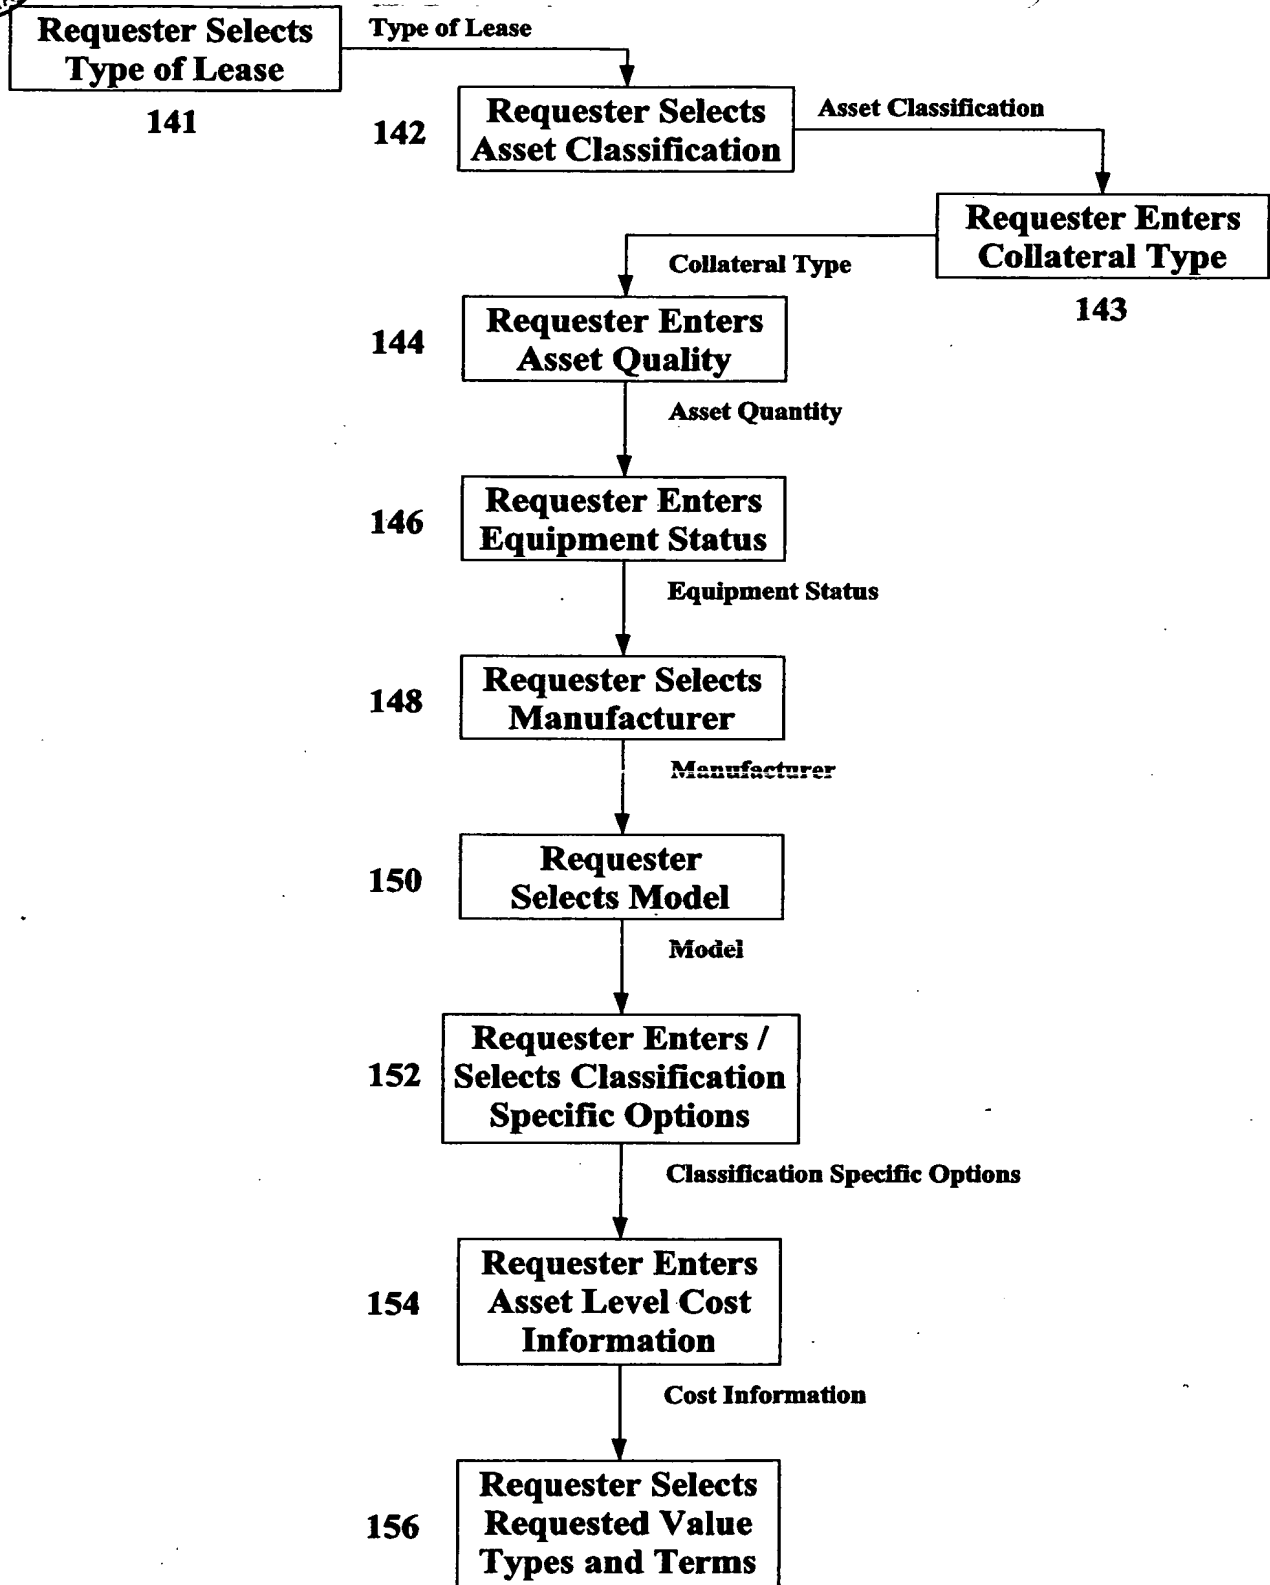 Requester Selects
Type of Lease
141
Type of Lease
142
Requester Selects
Asset Classification
Asset Classification
Requester Enters
Collateral Type
143
Collateral Type
144
Requester Enters
Asset Quality
Asset Quantity
146
Requester Enters
Equipment Status
Equipment Status
148
Requester Selects
Manufacturer
Manufacturer
150
Requester
Selects Model
Model
152
Requester Enters /
Selects Classification
Specific Options
Classification Specific Options
154
Requester Enters
Asset Level Cost
Information
Cost Information
156
Requester Selects
Requested Value
Types and Terms